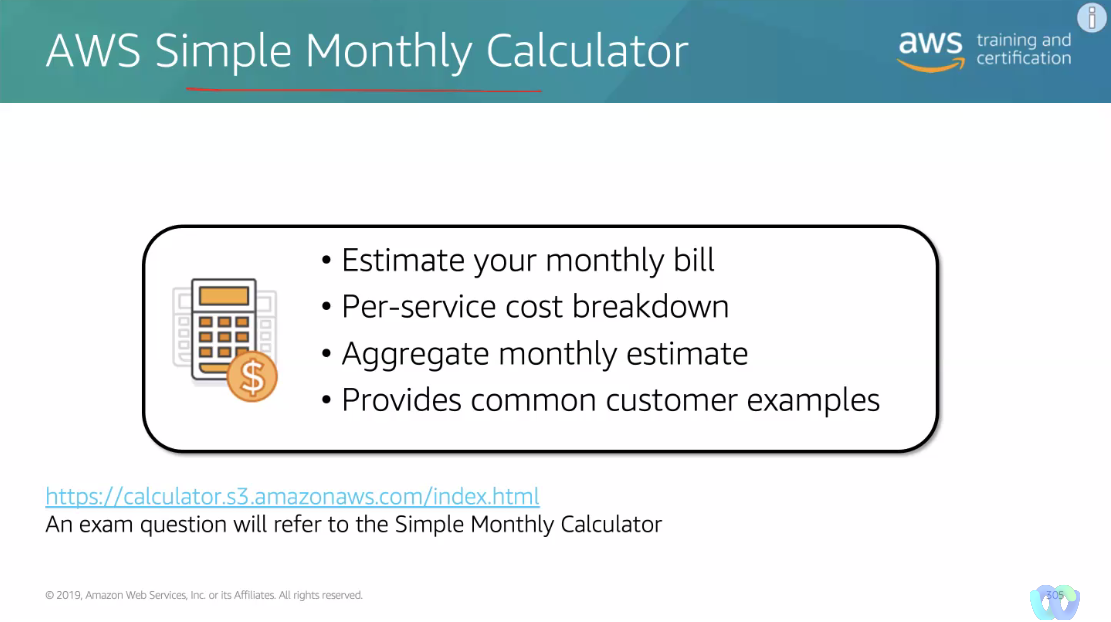 AWS Simple Monthly Calculator
aws training and
certification
i
• Estimate your monthly bill
• Per-service cost breakdown
• Aggregate monthly estimate
• Provides common customer examples
$
https://calculator.s3.amazonaws.com/index.html
An exam question will refer to the Simple Monthly Calculator
© 2019, Amazon Web Services, Inc. or its Affiliates. All rights reserved.
305